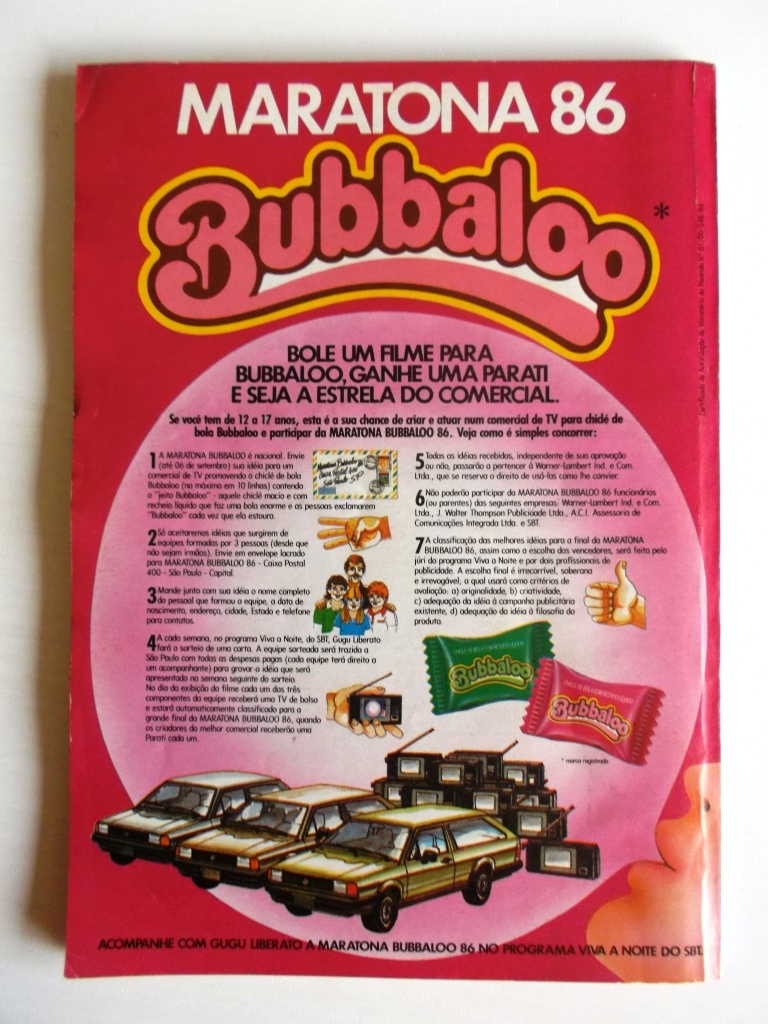 MARATONA 86
Bubbaloo *
BOLE UM FILME PARA
BUBBALOO, GANHE UMA PARATI
E SEJA A ESTRELA DO COMERCIAL.
Se você tem de 12 a 17 anos, esta é a sua chance de criar e atuar num comercial de TV para chiclé de
bola Bubbaloo e participar da MARATONA BUBBALOO 86. Veja como é simples concorrer:
1 A MARATONA BUBBALOO é nacional. Envie
(até 06 de setembro) sua idéia para um
comercial de TV promovendo o chiclé de bola
Bubbaloo (no máximo em 10 linhas) contendo
o "jeito Bubbaloo" - aquele chiclé macio e com
recheio líquido que faz uma bola enorme e as pessoas exclamarem
"Bubbaloo" cada vez que ela estoura.
Maratona Bubbaloo 86
Caixa Postal 400
São Paulo SP
2 Só aceitaremos idéias que surgirem de
equipes formadas por 3 pessoas (desde que
não sejam irmãos). Envie em envelope lacrado
para MARATONA BUBBALOO 86 - Caixa Postal
400 - São Paulo - Capital.
3 Mande junto com sua idéia o nome completo
do pessoal que formou a equipe, a data de
nascimento, endereço, cidade, Estado e telefone
para contatos.
4 A cada semana, no programa Viva a Noite, do SBT, Gugu Liberato
fará o sorteio de uma carta. A equipe sorteada será trazida a
São Paulo com todas as despesas pagas (cada equipe terá direito a
um acompanhante) para gravar a idéia que será
apresentada na semana seguinte do sorteio.
No dia da exibição do filme cada um dos três
componentes da equipe receberá uma TV de bolso
e estará automaticamente classificado para a
grande final da MARATONA BUBBALOO 86, quando
os criadores do melhor comercial receberão uma
Parati cada um.
5 Todas as idéias recebidas, independente de sua aprovação
ou não, passarão a pertencer à Warner-Lambert Ind. e Com.
Ltda., que se reserva o direito de usá-las como lhe convier.
6 Não poderão participar da MARATONA BUBBALOO 86 funcionários
(ou parentes) das seguintes empresas: Warner-Lambert Ind. e Com.
Ltda., J. Walter Thompson Publicidade Ltda., A.C.I. Assessoria de
Comunicações Integrada Ltda. e SBT.
7 A classificação das melhores idéias para a final da MARATONA
BUBBALOO 86, assim como a escolha dos vencedores, será feita pelo
júri do programa Viva a Noite e por dois profissionais de
publicidade. A escolha final é irrecorrível, soberana
e irrevogável; a qual usará como critérios de
avaliação: a) originalidade, b) criatividade,
c) adequação da idéia à campanha publicitária
existente, d) adequação da idéia à filosofia do
produto.
Bubbaloo
Bubbaloo
* marca registrada
ACOMPANHE COM GUGU LIBERATO A MARATONA BUBBALOO 86 NO PROGRAMA VIVA A NOITE DO SBT.